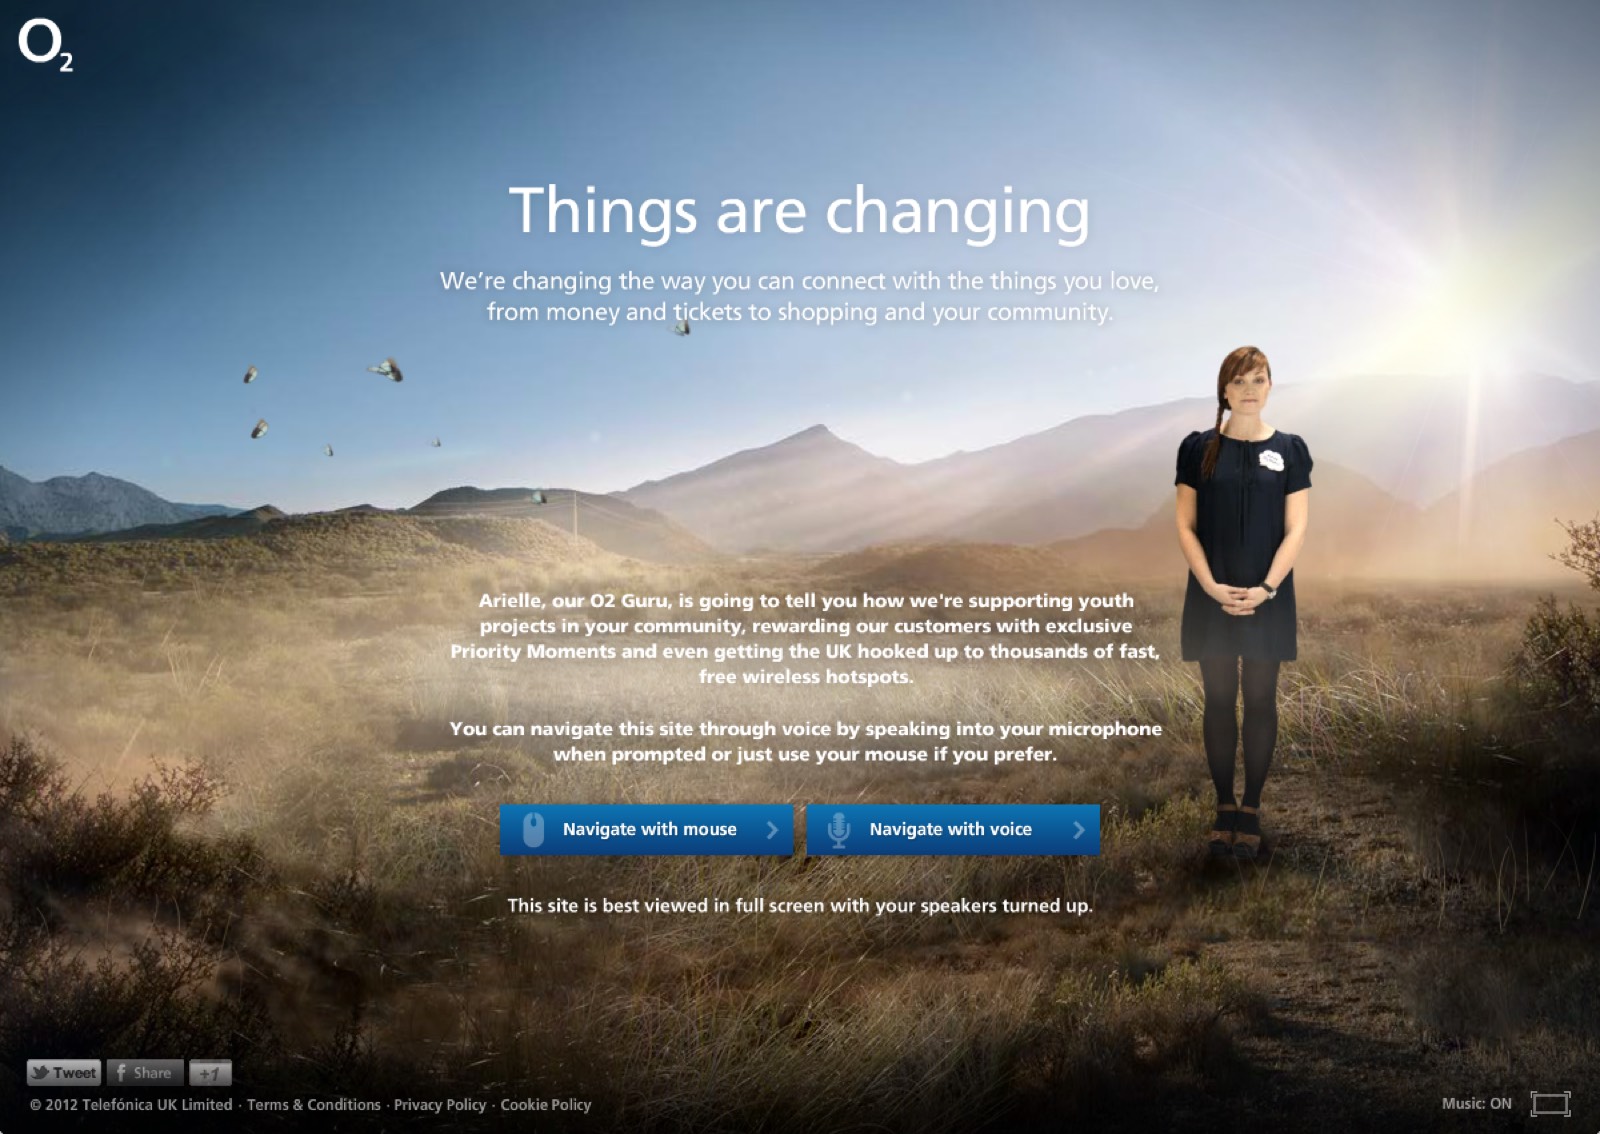 O2
Things are changing
We're changing the way you can connect with the things you love,
from money and tickets to shopping and your community.
Arielle, our O2 Guru, is going to tell you how we're supporting youth
projects in your community, rewarding our customers with exclusive
Priority Moments and even getting the UK hooked up to thousands of fast,
free wireless hotspots.
You can navigate this site through voice by speaking into your microphone
when prompted or just use your mouse if you prefer.
Navigate with mouse
Navigate with voice
This site is best viewed in full screen with your speakers turned up.
Tweet
f Share
+1
© 2012 Telefónica UK Limited · Terms & Conditions · Privacy Policy · Cookie Policy
Music: ON